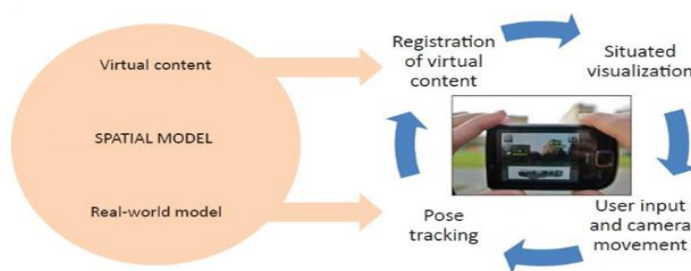 Virtual content
SPATIAL MODEL
Real-world model
Registration
of virtual
content
Situated
visualization
User input
and camera
movement
Pose
tracking